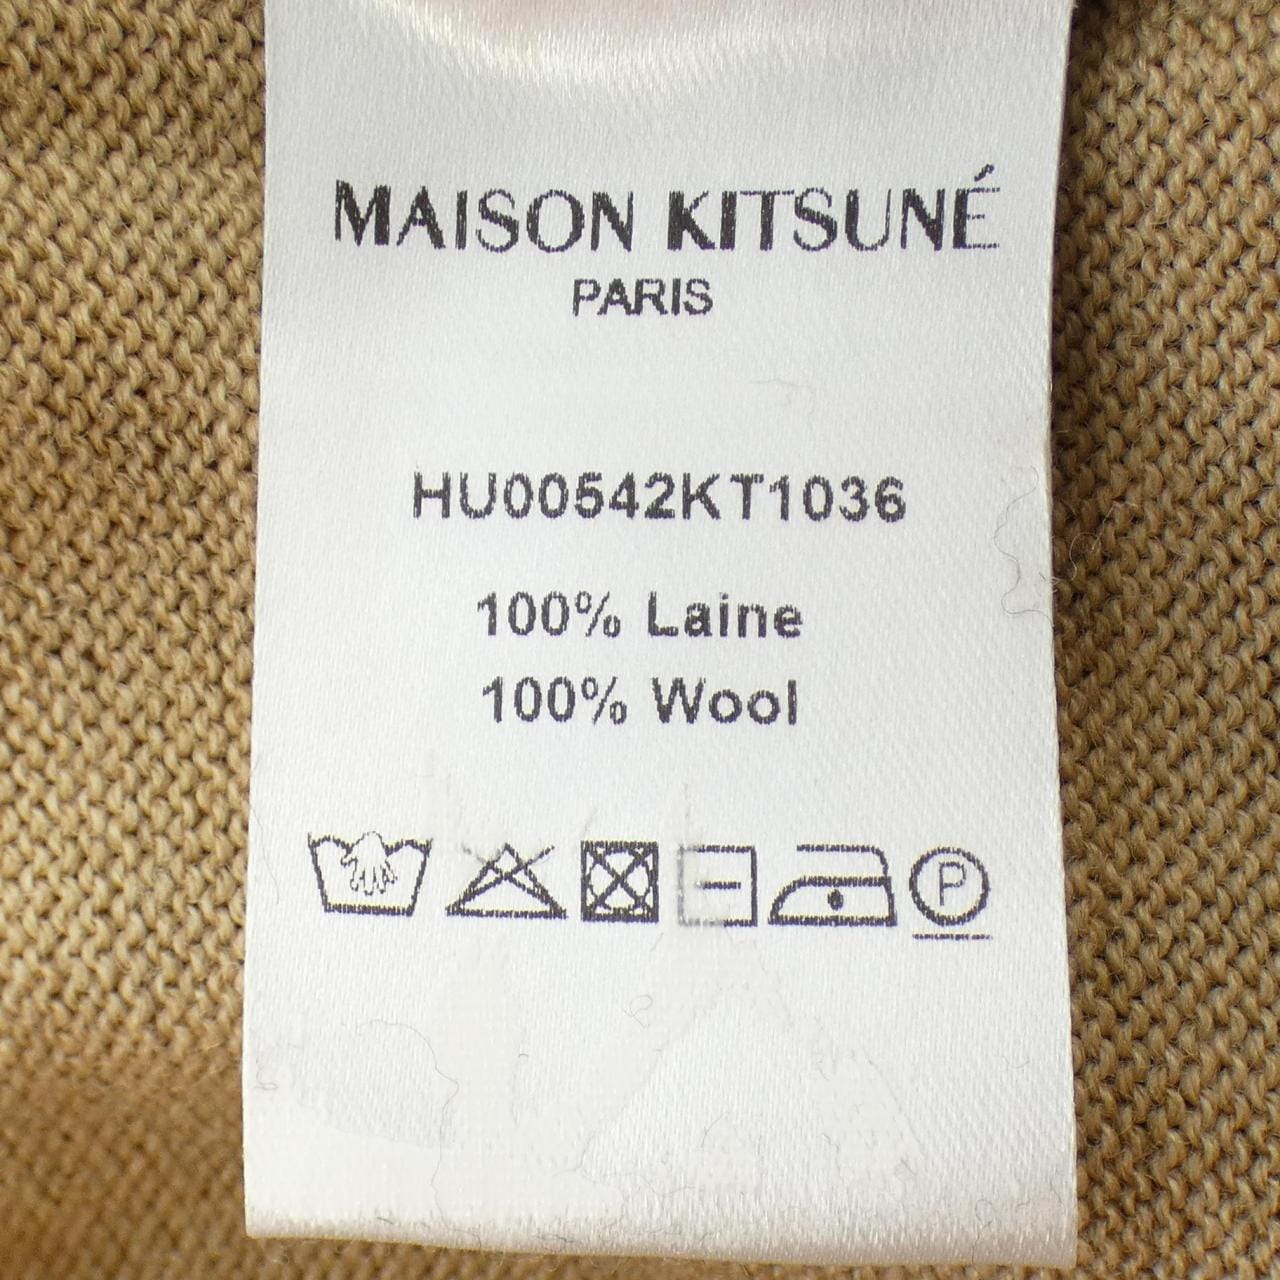 MAISON KITSUNÉ
PARIS
HU00542KT1036
100% Laine
100% Wool
P